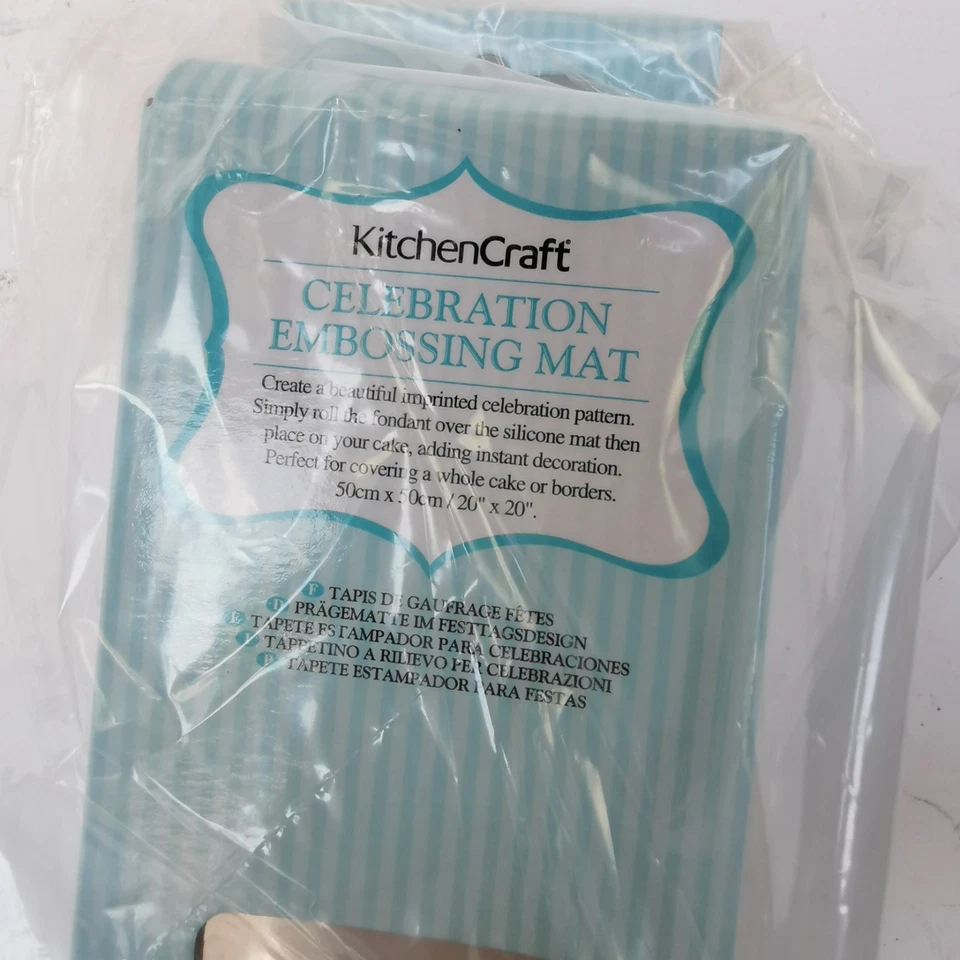 KitchenCraft
CELEBRATION
EMBOSSING MAT
Create a beautiful imprinted celebration pattern.
Simply roll the fondant over the silicone mat then
place on your cake, adding instant decoration.
Perfect for covering a whole cake or borders.
50cm x 50cm / 20" x 20".
F TAPIS DE GAUFRAGE FÊTES
D PRÄGEMATTE IM FESTTAGSDESIGN
E TAPETE ESTAMPADOR PARA CELEBRACIONES
I TAPPETINO A RILIEVO PER CELEBRAZIONI
P TAPETE ESTAMPADOR PARA FESTAS